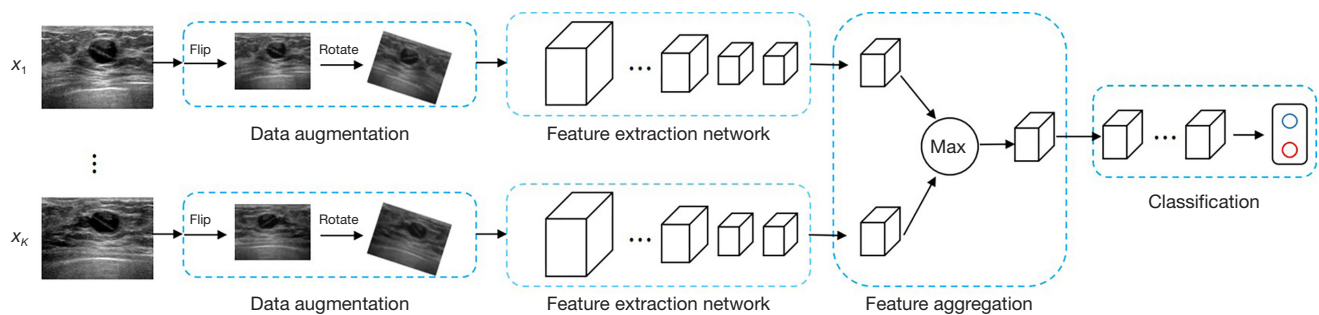 x1
Flip
Rotate
Data augmentation
Feature extraction network
Max
Classification
xK
Flip
Rotate
Data augmentation
Feature extraction network
Feature aggregation